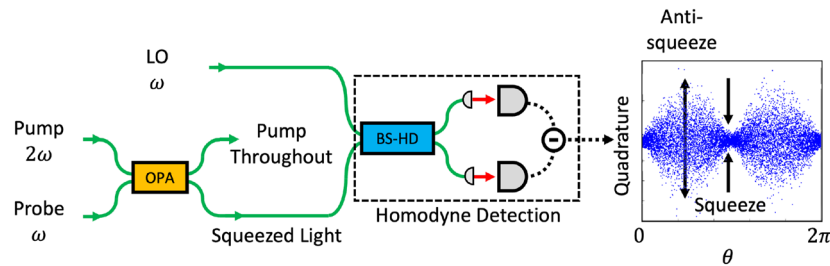 LO
ω
Pump
2ω
Probe
ω
OPA
Pump
Throughout
Squeezed Light
BS-HD
Homodyne Detection
Anti-
squeeze
Quadrature
Squeeze
0
2π
θ